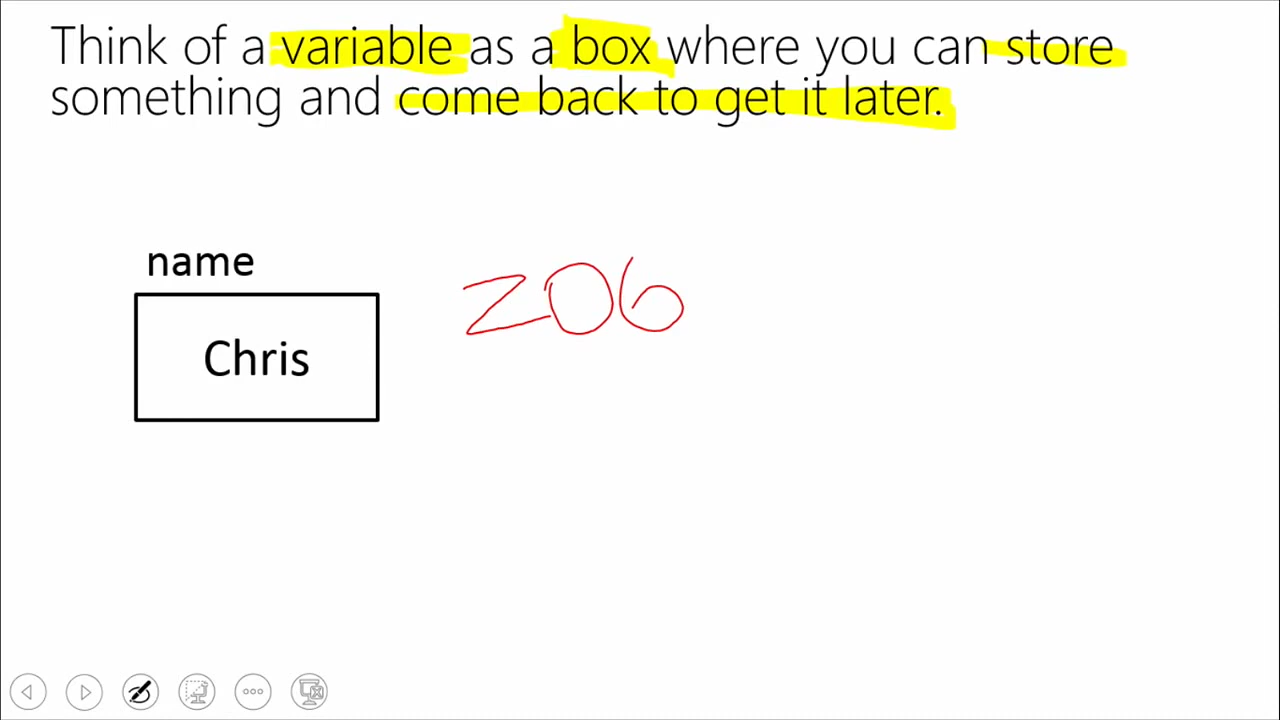 Think of a variable as a box where you can store
something and come back to get it later.
name
Chris
206